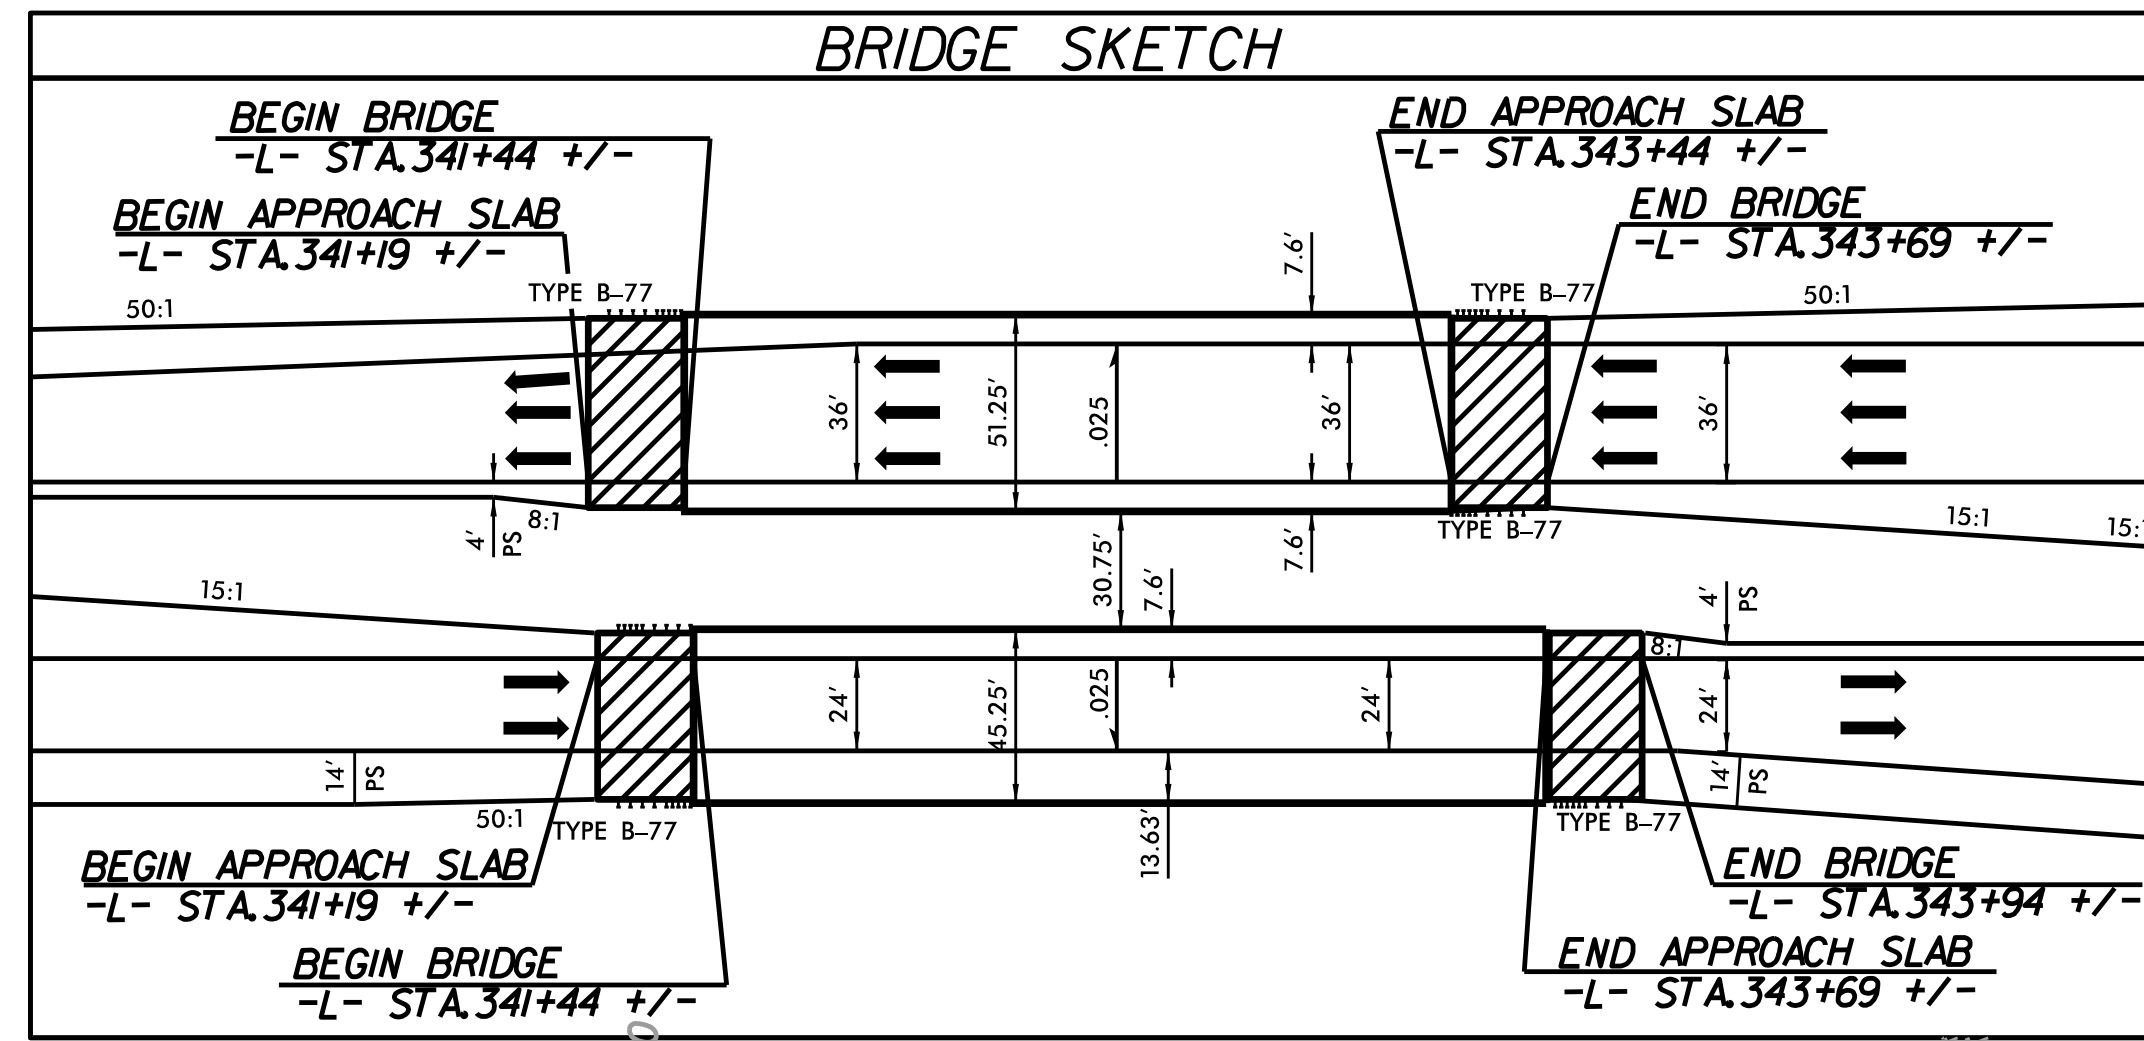 BRIDGE SKETCH
BEGIN BRIDGE
-L- STA.341+44 +/-
BEGIN APPROACH SLAB
-L- STA.341+19 +/-
END APPROACH SLAB
-L- STA.343+44 +/-
END BRIDGE
-L- STA.343+69 +/-
TYPE B-77
TYPE B-77
50:1
50:1
7.6'
36'
51.25'
.025
36'
36'
4'
PS
8:1
TYPE B-77
15:1
15:1
30.75'
7.6'
7.6'
4'
PS
15:1
8:1
24'
45.25'
.025
24'
24'
14'
PS
14'
PS
50:1
TYPE B-77
13.63'
TYPE B-77
BEGIN APPROACH SLAB
-L- STA.341+19 +/-
BEGIN BRIDGE
-L- STA.341+44 +/-
END BRIDGE
-L- STA.343+94 +/-
END APPROACH SLAB
-L- STA.343+69 +/-